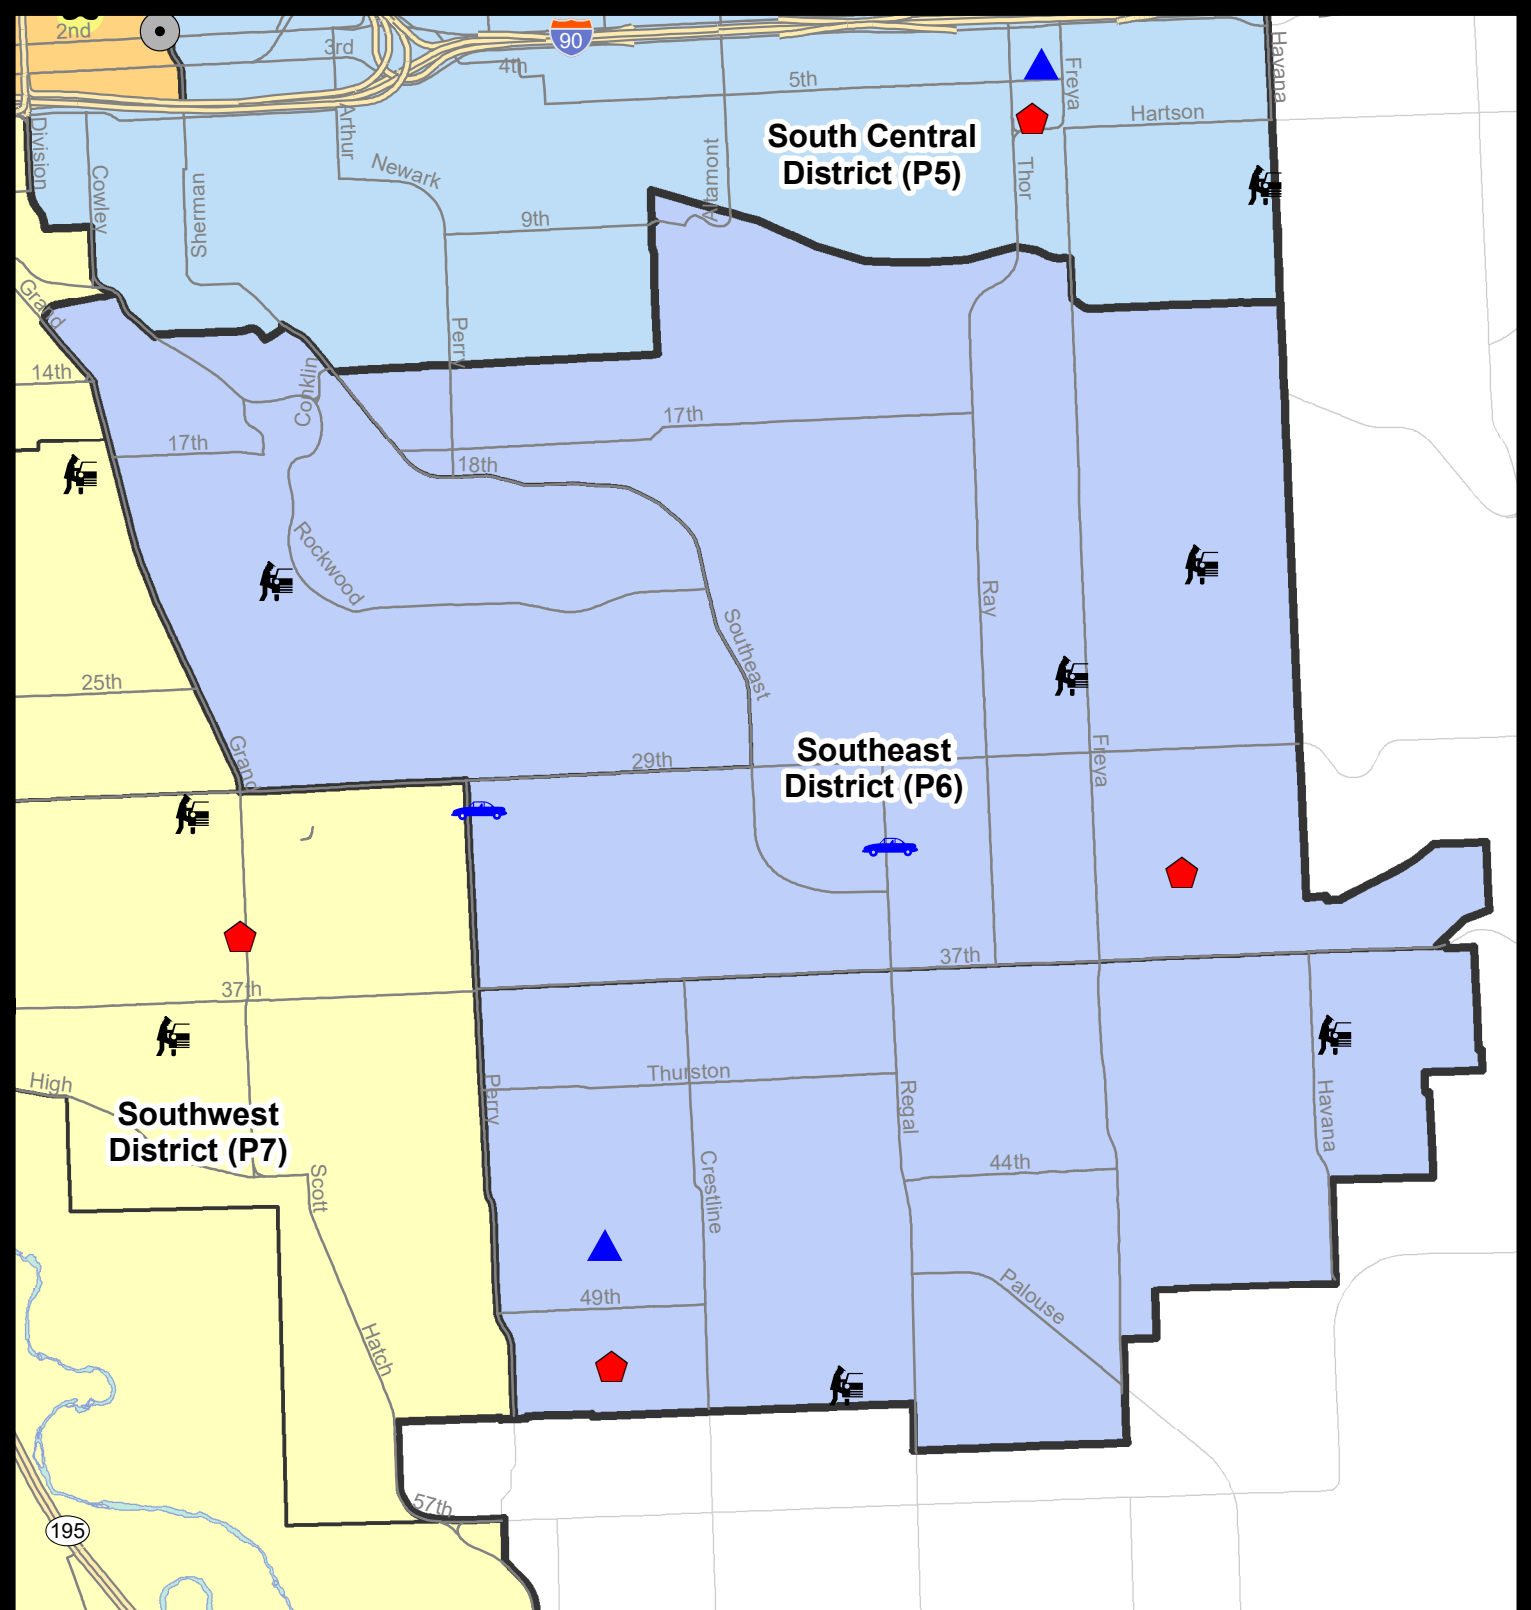 2nd
3rd
90
4th
5th
Freya
Havana
Hartson
Division
Arthur
Newark
Altamont
South Central
District (P5)
Thor
Cowley
Sherman
9th
Grand
Perry
14th
Conklin
17th
17th
18th
Rockwood
Ray
Southeast
25th
Grand
29th
Southeast
District (P6)
Freya
37th
37th
High
Thurston
Perry
Regal
Havana
Southwest
District (P7)
Scott
Crestline
44th
49th
Palouse
Hatch
57th
195